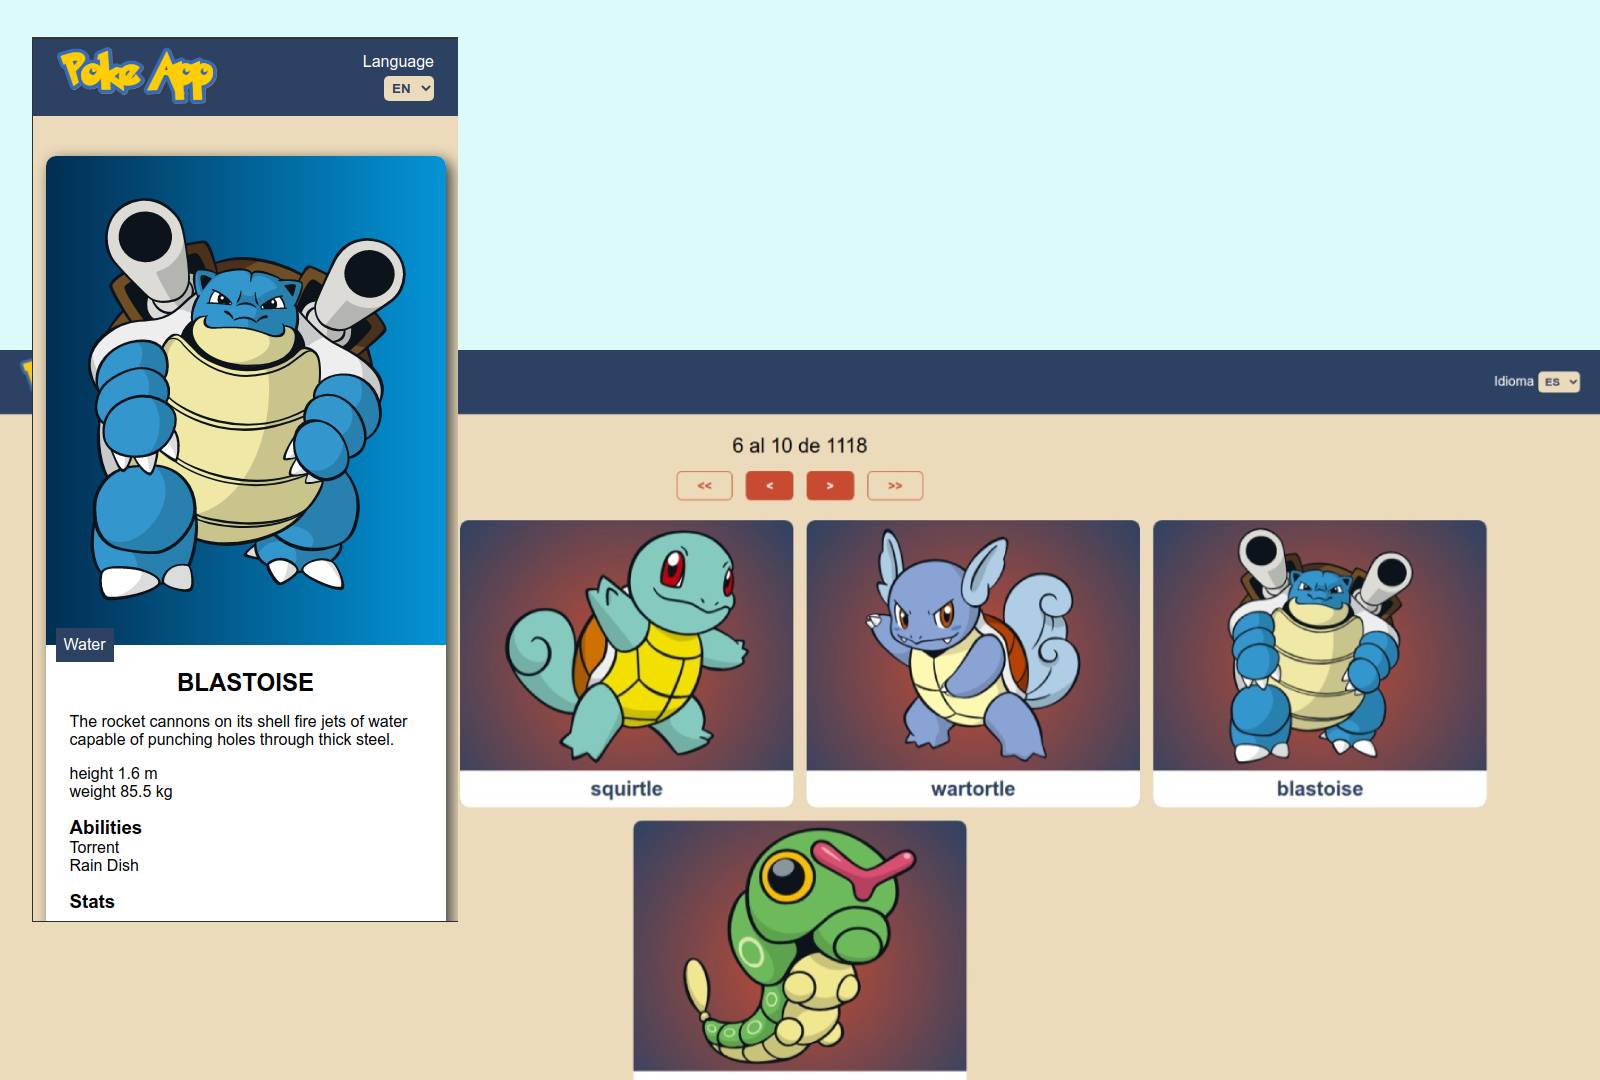 Poke App
Language
EN
Water
BLASTOISE
The rocket cannons on its shell fire jets of water
capable of punching holes through thick steel.
height 1.6 m
weight 85.5 kg
Abilities
Torrent
Rain Dish
Stats
Idioma ES
6 al 10 de 1118
<< < > >>
squirtle wartortle blastoise